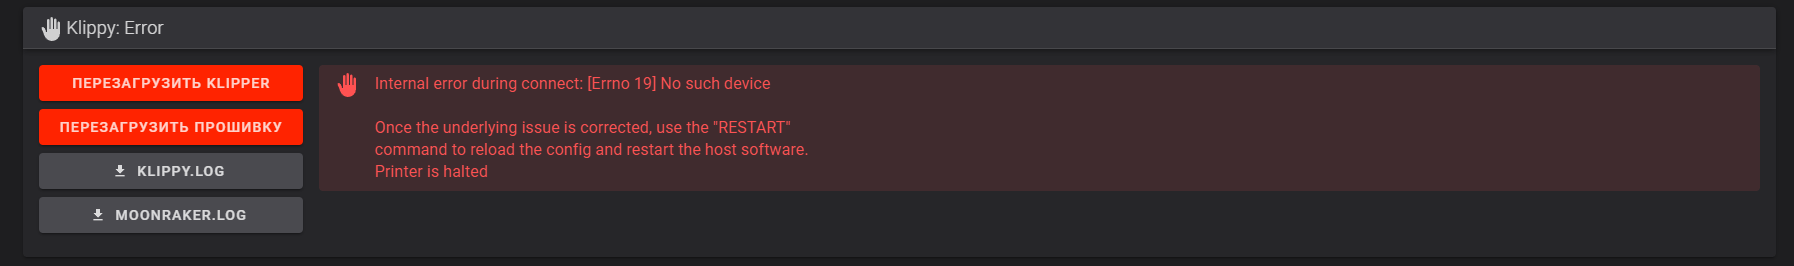 Klippy: Error
ПЕРЕЗАГРУЗИТЬ KLIPPER
ПЕРЕЗАГРУЗИТЬ ПРОШИВКУ
KLIPPY.LOG
MOONRAKER.LOG
Internal error during connect: [Errno 19] No such device
Once the underlying issue is corrected, use the "RESTART"
command to reload the config and restart the host software.
Printer is halted